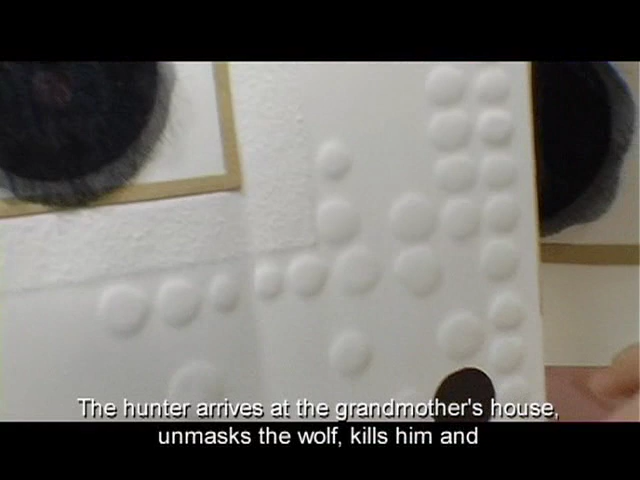 The hunter arrives at the grandmother's house,
unmasks the wolf, kills him and